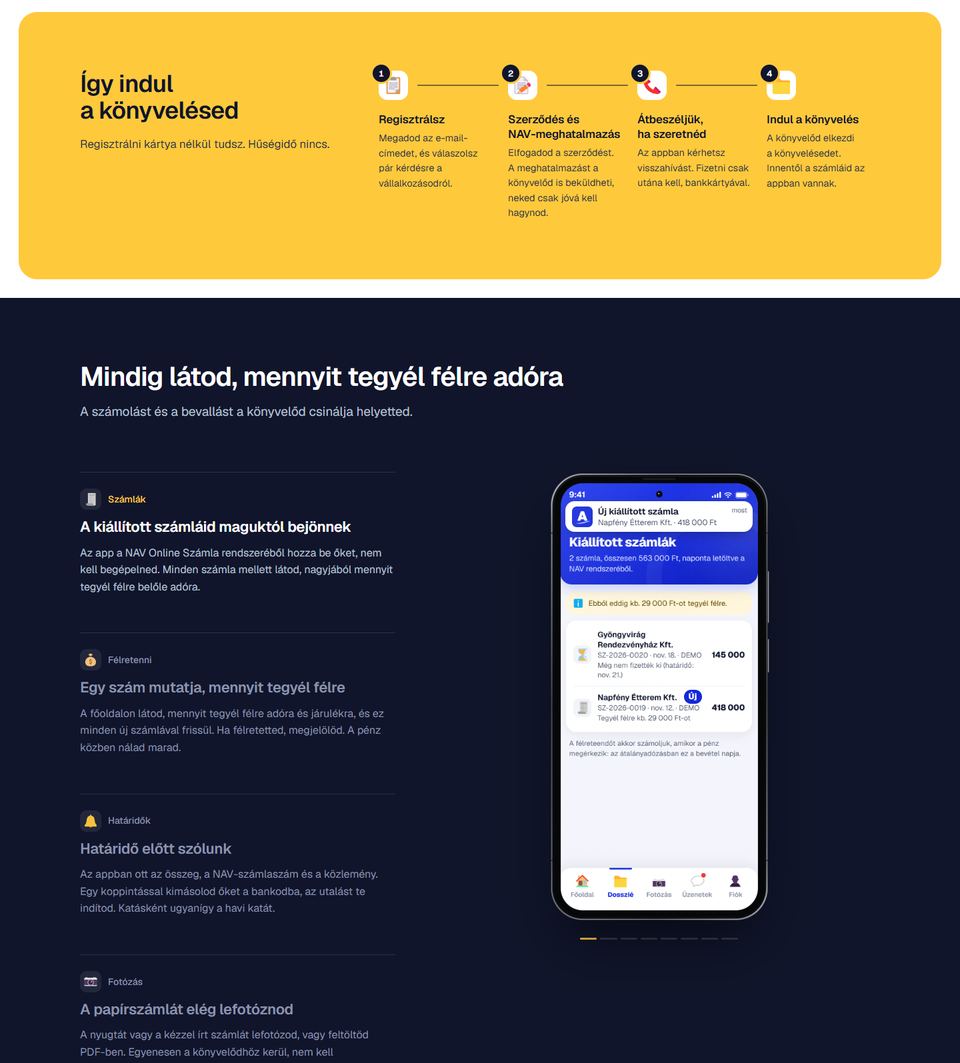 Így indul
a könyvelésed
Regisztrálni kártya nélkül tudsz. Hűségidő nincs.
1
Regisztrálsz
Megadod az e-mail-
címedet, és válaszolsz
pár kérdésre a
vállalkozásodról.
2
Szerződés és
NAV-meghatalmazás
Elfogadod a szerződést.
A meghatalmazást a
könyvelőd is beküldheti,
neked csak jóvá kell
hagynod.
3
Átbeszéljük,
ha szeretnéd
Az appban kérhetsz
visszahívást. Fizetni csak
utána kell, bankkártyával.
4
Indul a könyvelés
A könyvelőd elkezdi
a könyvelésedet.
Innentől a számláid az
appban vannak.
Mindig látod, mennyit tegyél félre adóra
A számolást és a bevallást a könyvelőd csinálja helyetted.
Számlák
A kiállított számláid maguktól bejönnek
Az app a NAV Online Számla rendszeréből hozza be őket, nem
kell begépelned. Minden számla mellett látod, nagyjából mennyit
tegyél félre belőle adóra.
Félretenni
Egy szám mutatja, mennyit tegyél félre
A főoldalon látod, mennyit tegyél félre adóra és járulékra, és ez
minden új számlával frissül. Ha félretetted, megjelölöd. A pénz
közben nálad marad.
Határidők
Határidő előtt szólunk
Az appban ott az összeg, a NAV-számlaszám és a közlemény.
Egy koppintással kimásolod őket a bankodba, az utalást te
indítod. Katásként ugyanígy a havi katát.
Fotózás
A papírszámlát elég lefotóznod
A nyugtát vagy a kézzel írt számlát lefotózod, vagy feltöltöd
PDF-ben. Egyenesen a könyvelődhöz kerül, nem kell
9:41
A
Új kiállított számla
most
Napfény Étterem Kft. · 418 000 Ft
Kiállított számlák
2 számla, összesen 563 000 Ft, naponta letöltve a
NAV rendszeréből.
Ebből eddig kb. 29 000 Ft-ot tegyél félre.
Gyöngyvirág
Rendezvényház Kft.
SZ-2026-0020 · nov. 18. · DEMO
Még nem fizették ki (határidő:
nov. 21.)
145 000
Napfény Étterem Kft. Új
SZ-2026-0019 · nov. 12. · DEMO
Tegyél félre kb. 29 000 Ft-ot
418 000
A félreteendőt akkor számoljuk, amikor a pénz
megérkezik: az átalányadózásban ez a bevétel napja.
Főoldal
Dosszié
Fotózás
Üzenetek
Fiók